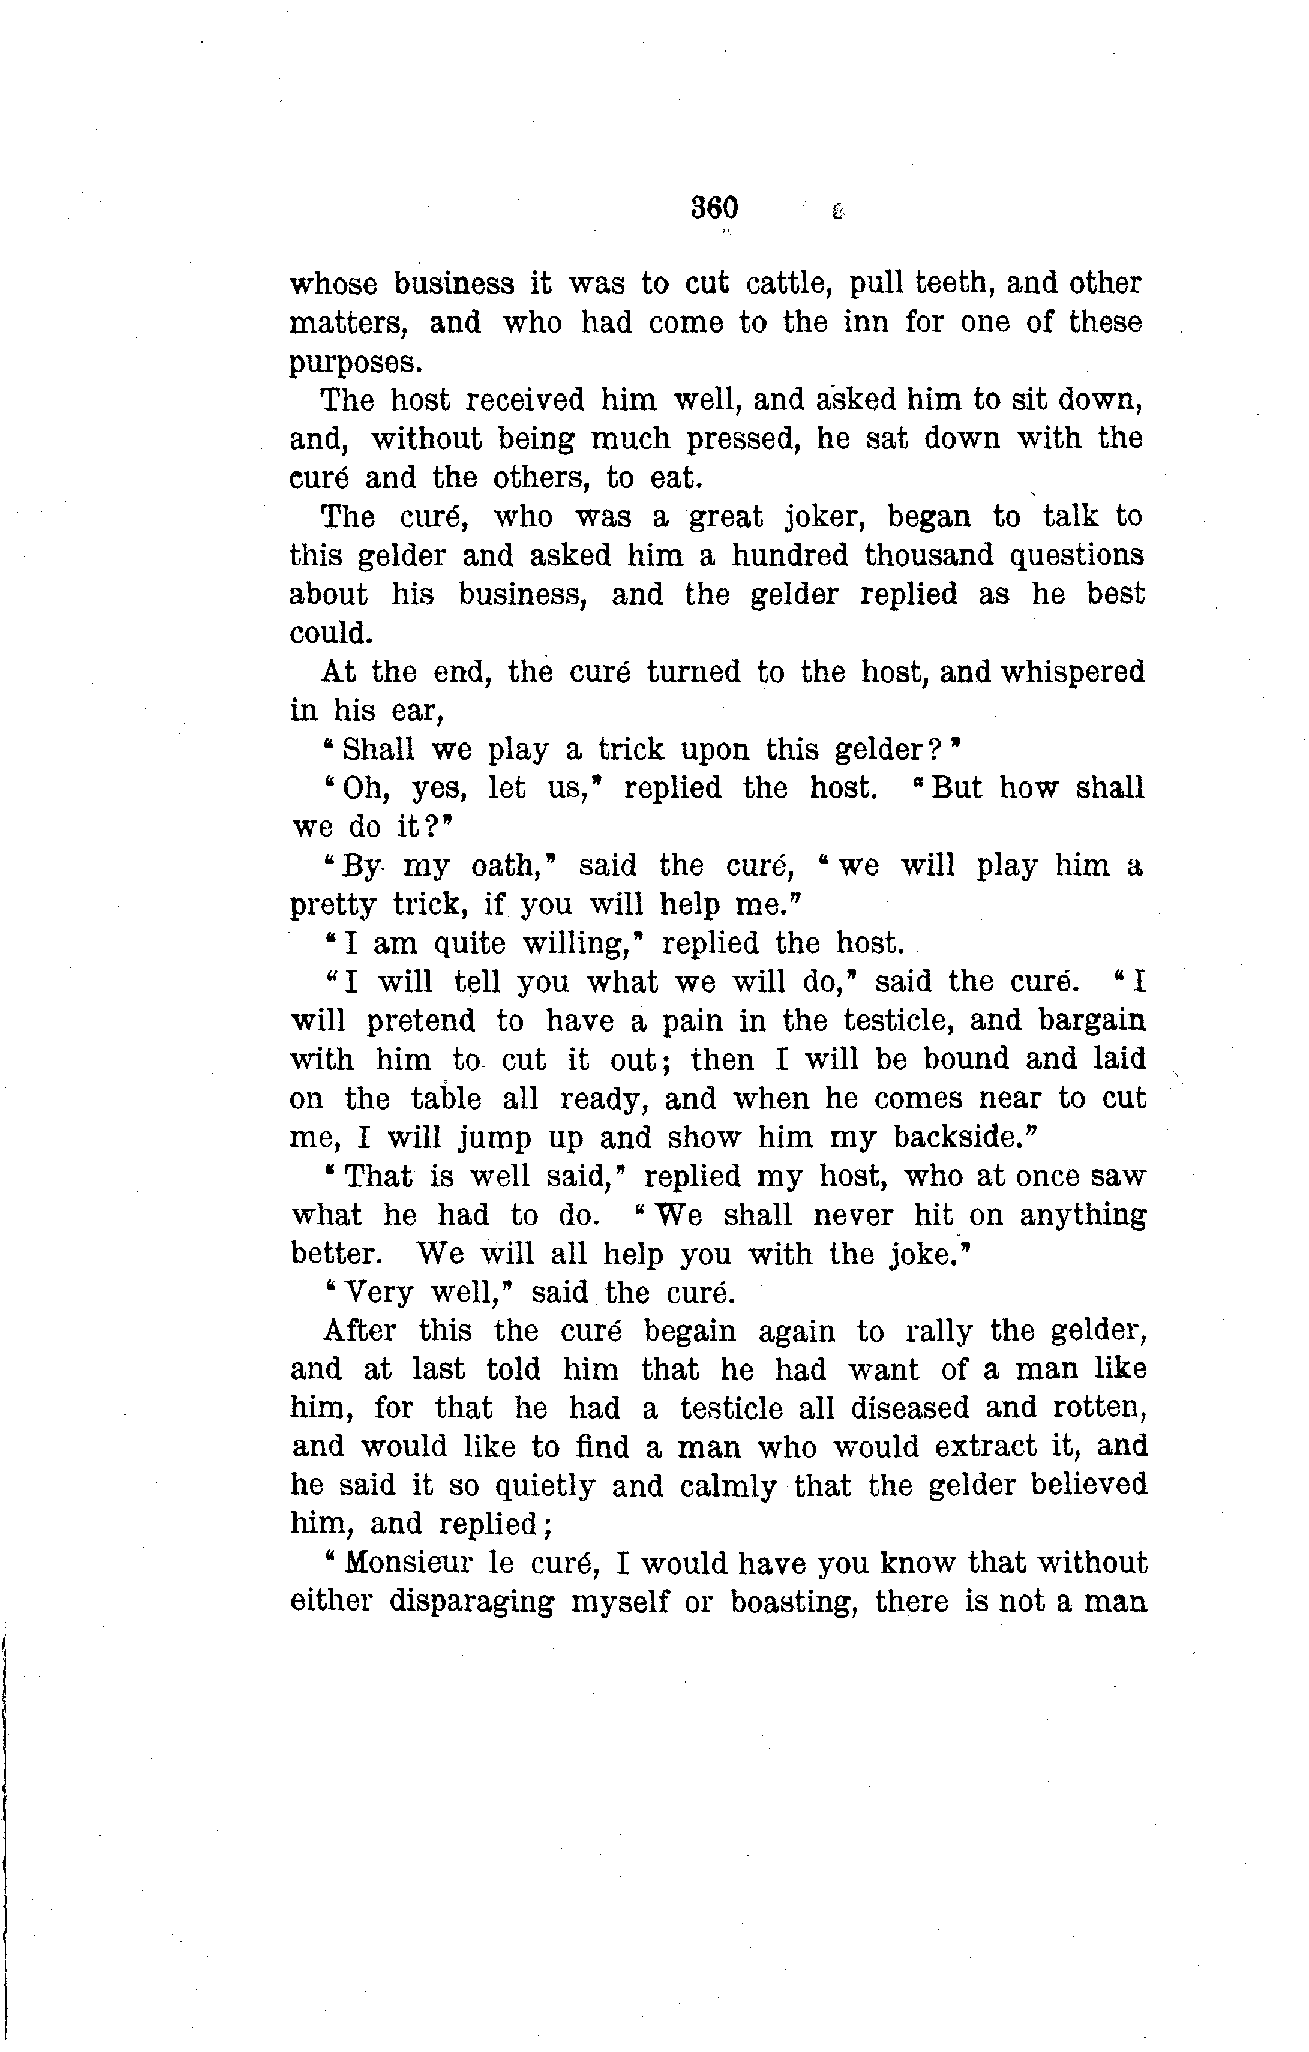 360
whose business it was to cut cattle, pull teeth, and other
matters, and who had come to the inn for one of these
purposes.
The host received him well, and asked him to sit down,
and, without being much pressed, he sat down with the
curé and the others, to eat.
The curé, who was a great joker, began to talk to
this gelder and asked him a hundred thousand questions
about his business, and the gelder replied as he best
could.
At the end, the curé turned to the host, and whispered
in his ear,
“Shall we play a trick upon this gelder?”
“Oh, yes, let us,” replied the host. “But how shall
we do it?”
“By my oath,” said the curé, “we will play him a
pretty trick, if you will help me.”
“I am quite willing,” replied the host.
“I will tell you what we will do,” said the curé. “I
will pretend to have a pain in the testicle, and bargain
with him to cut it out; then I will be bound and laid
on the table all ready, and when he comes near to cut
me, I will jump up and show him my backside.”
“That is well said,” replied my host, who at once saw
what he had to do. “We shall never hit on anything
better. We will all help you with the joke.”
“Very well,” said the curé.
After this the curé begain again to rally the gelder,
and at last told him that he had want of a man like
him, for that he had a testicle all diseased and rotten,
and would like to find a man who would extract it, and
he said it so quietly and calmly that the gelder believed
him, and replied;
“Monsieur le curé, I would have you know that without
either disparaging myself or boasting, there is not a man